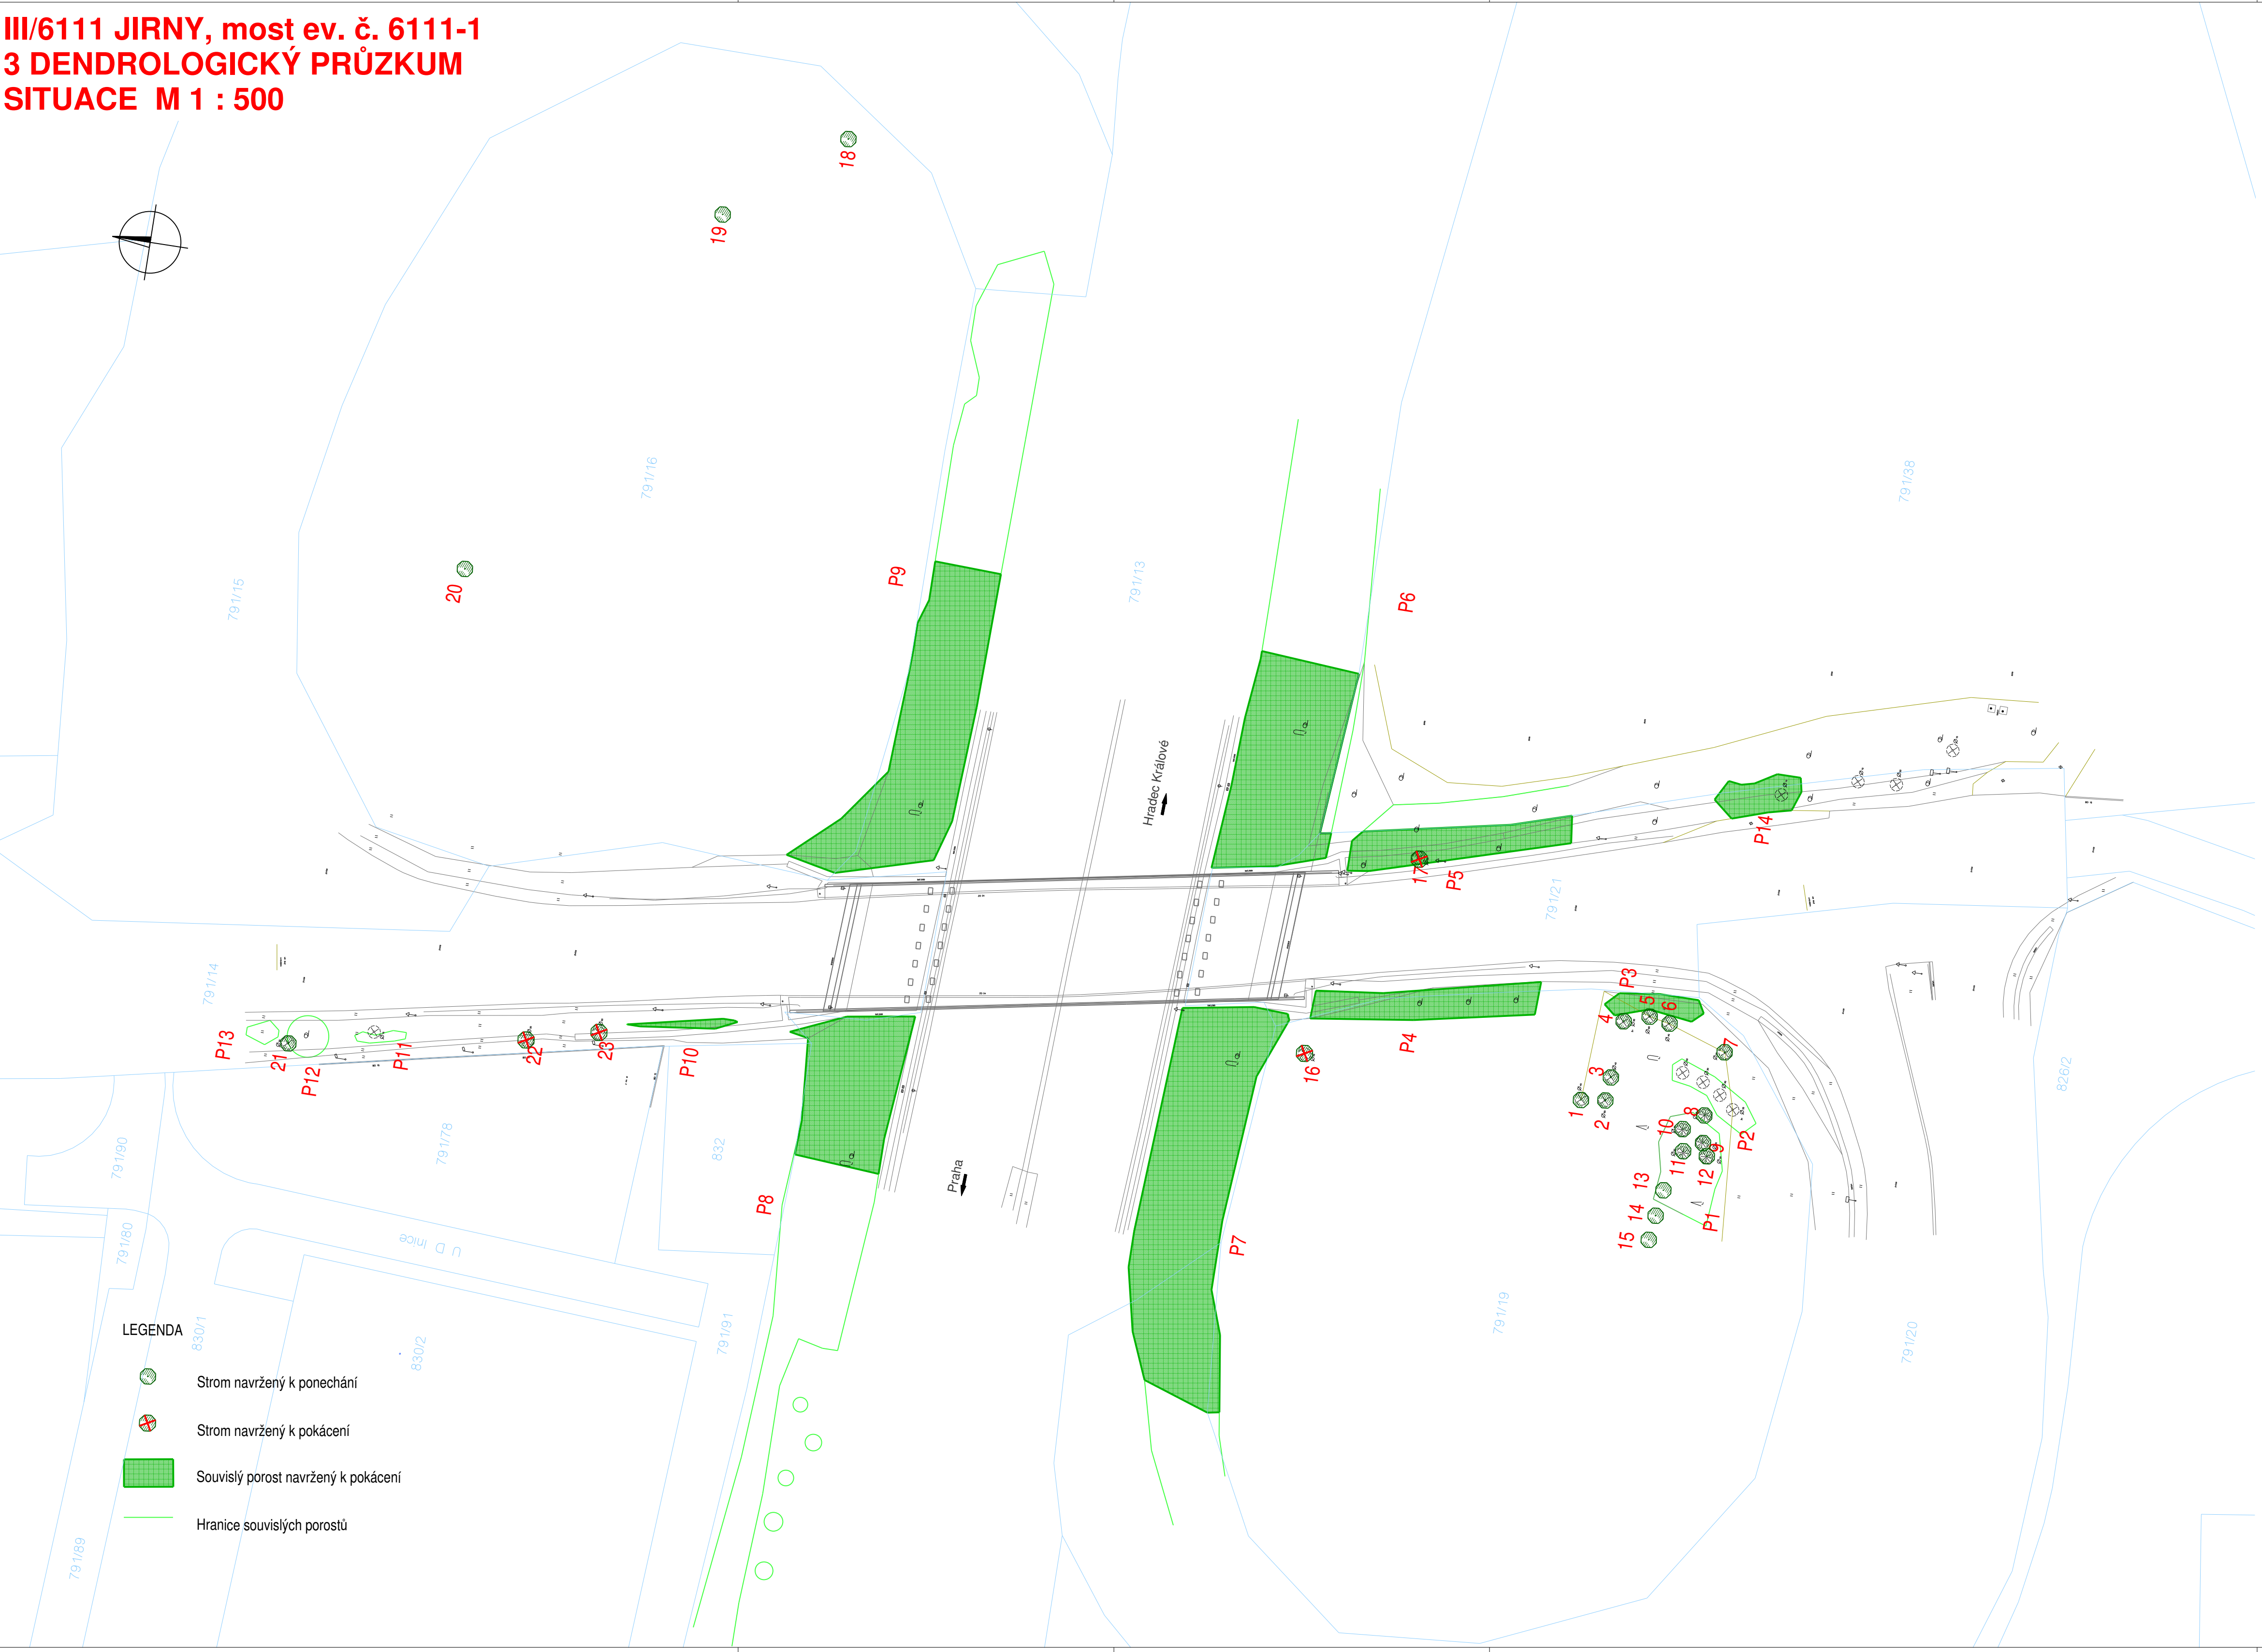 III/6111 JIRNY, most ev. č. 6111-1
3 DENDROLOGICKÝ PRŮZKUM
SITUACE M 1 : 500
18
19
20
791/16
791/15
791/38
791/13
P9
P6
Hradec Králové
P14
17
P5
791/21
791/14
P3
4
5
6
P13
21
P12
P11
22
23
P10
P4
16
7
3
1
2
8
10
9
P2
11
12
13
14
15
P1
826/2
791/90
791/78
832
Praha
P8
P7
791/80
U D lnice
791/91
791/19
791/20
830/1
830/2
791/89
LEGENDA
Strom navržený k ponechání
Strom navržený k pokácení
Souvislý porost navržený k pokácení
Hranice souvislých porostů